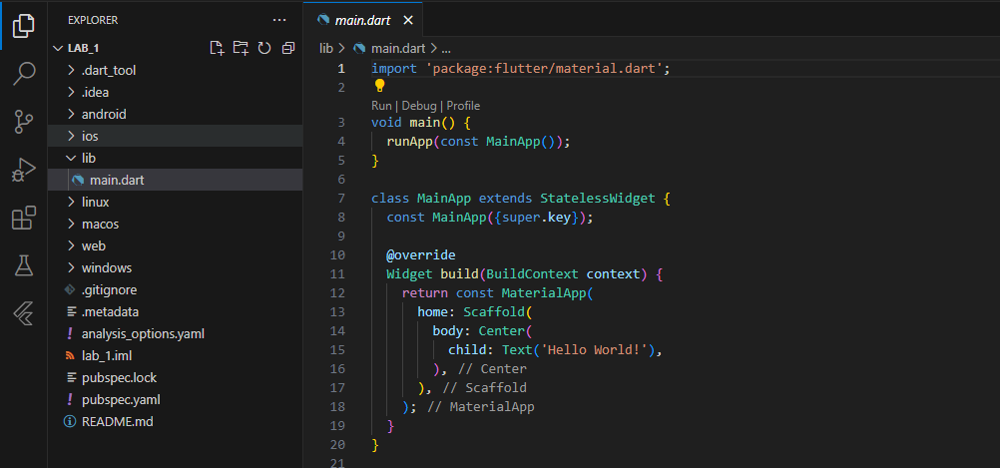 EXPLORER
LAB_1
.dart_tool
.idea
android
ios
lib
main.dart
linux
macos
web
windows
.gitignore
.metadata
analysis_options.yaml
lab_1.iml
pubspec.lock
pubspec.yaml
README.md
main.dart
lib > main.dart > ...
1 import 'package:flutter/material.dart';
2
Run | Debug | Profile
3 void main() {
4   runApp(const MainApp());
5 }
6
7 class MainApp extends StatelessWidget {
8   const MainApp({super.key});
9
10   @override
11   Widget build(BuildContext context) {
12     return const MaterialApp(
13       home: Scaffold(
14         body: Center(
15           child: Text('Hello World!'),
16         ), // Center
17       ), // Scaffold
18     ); // MaterialApp
19   }
20 }
21